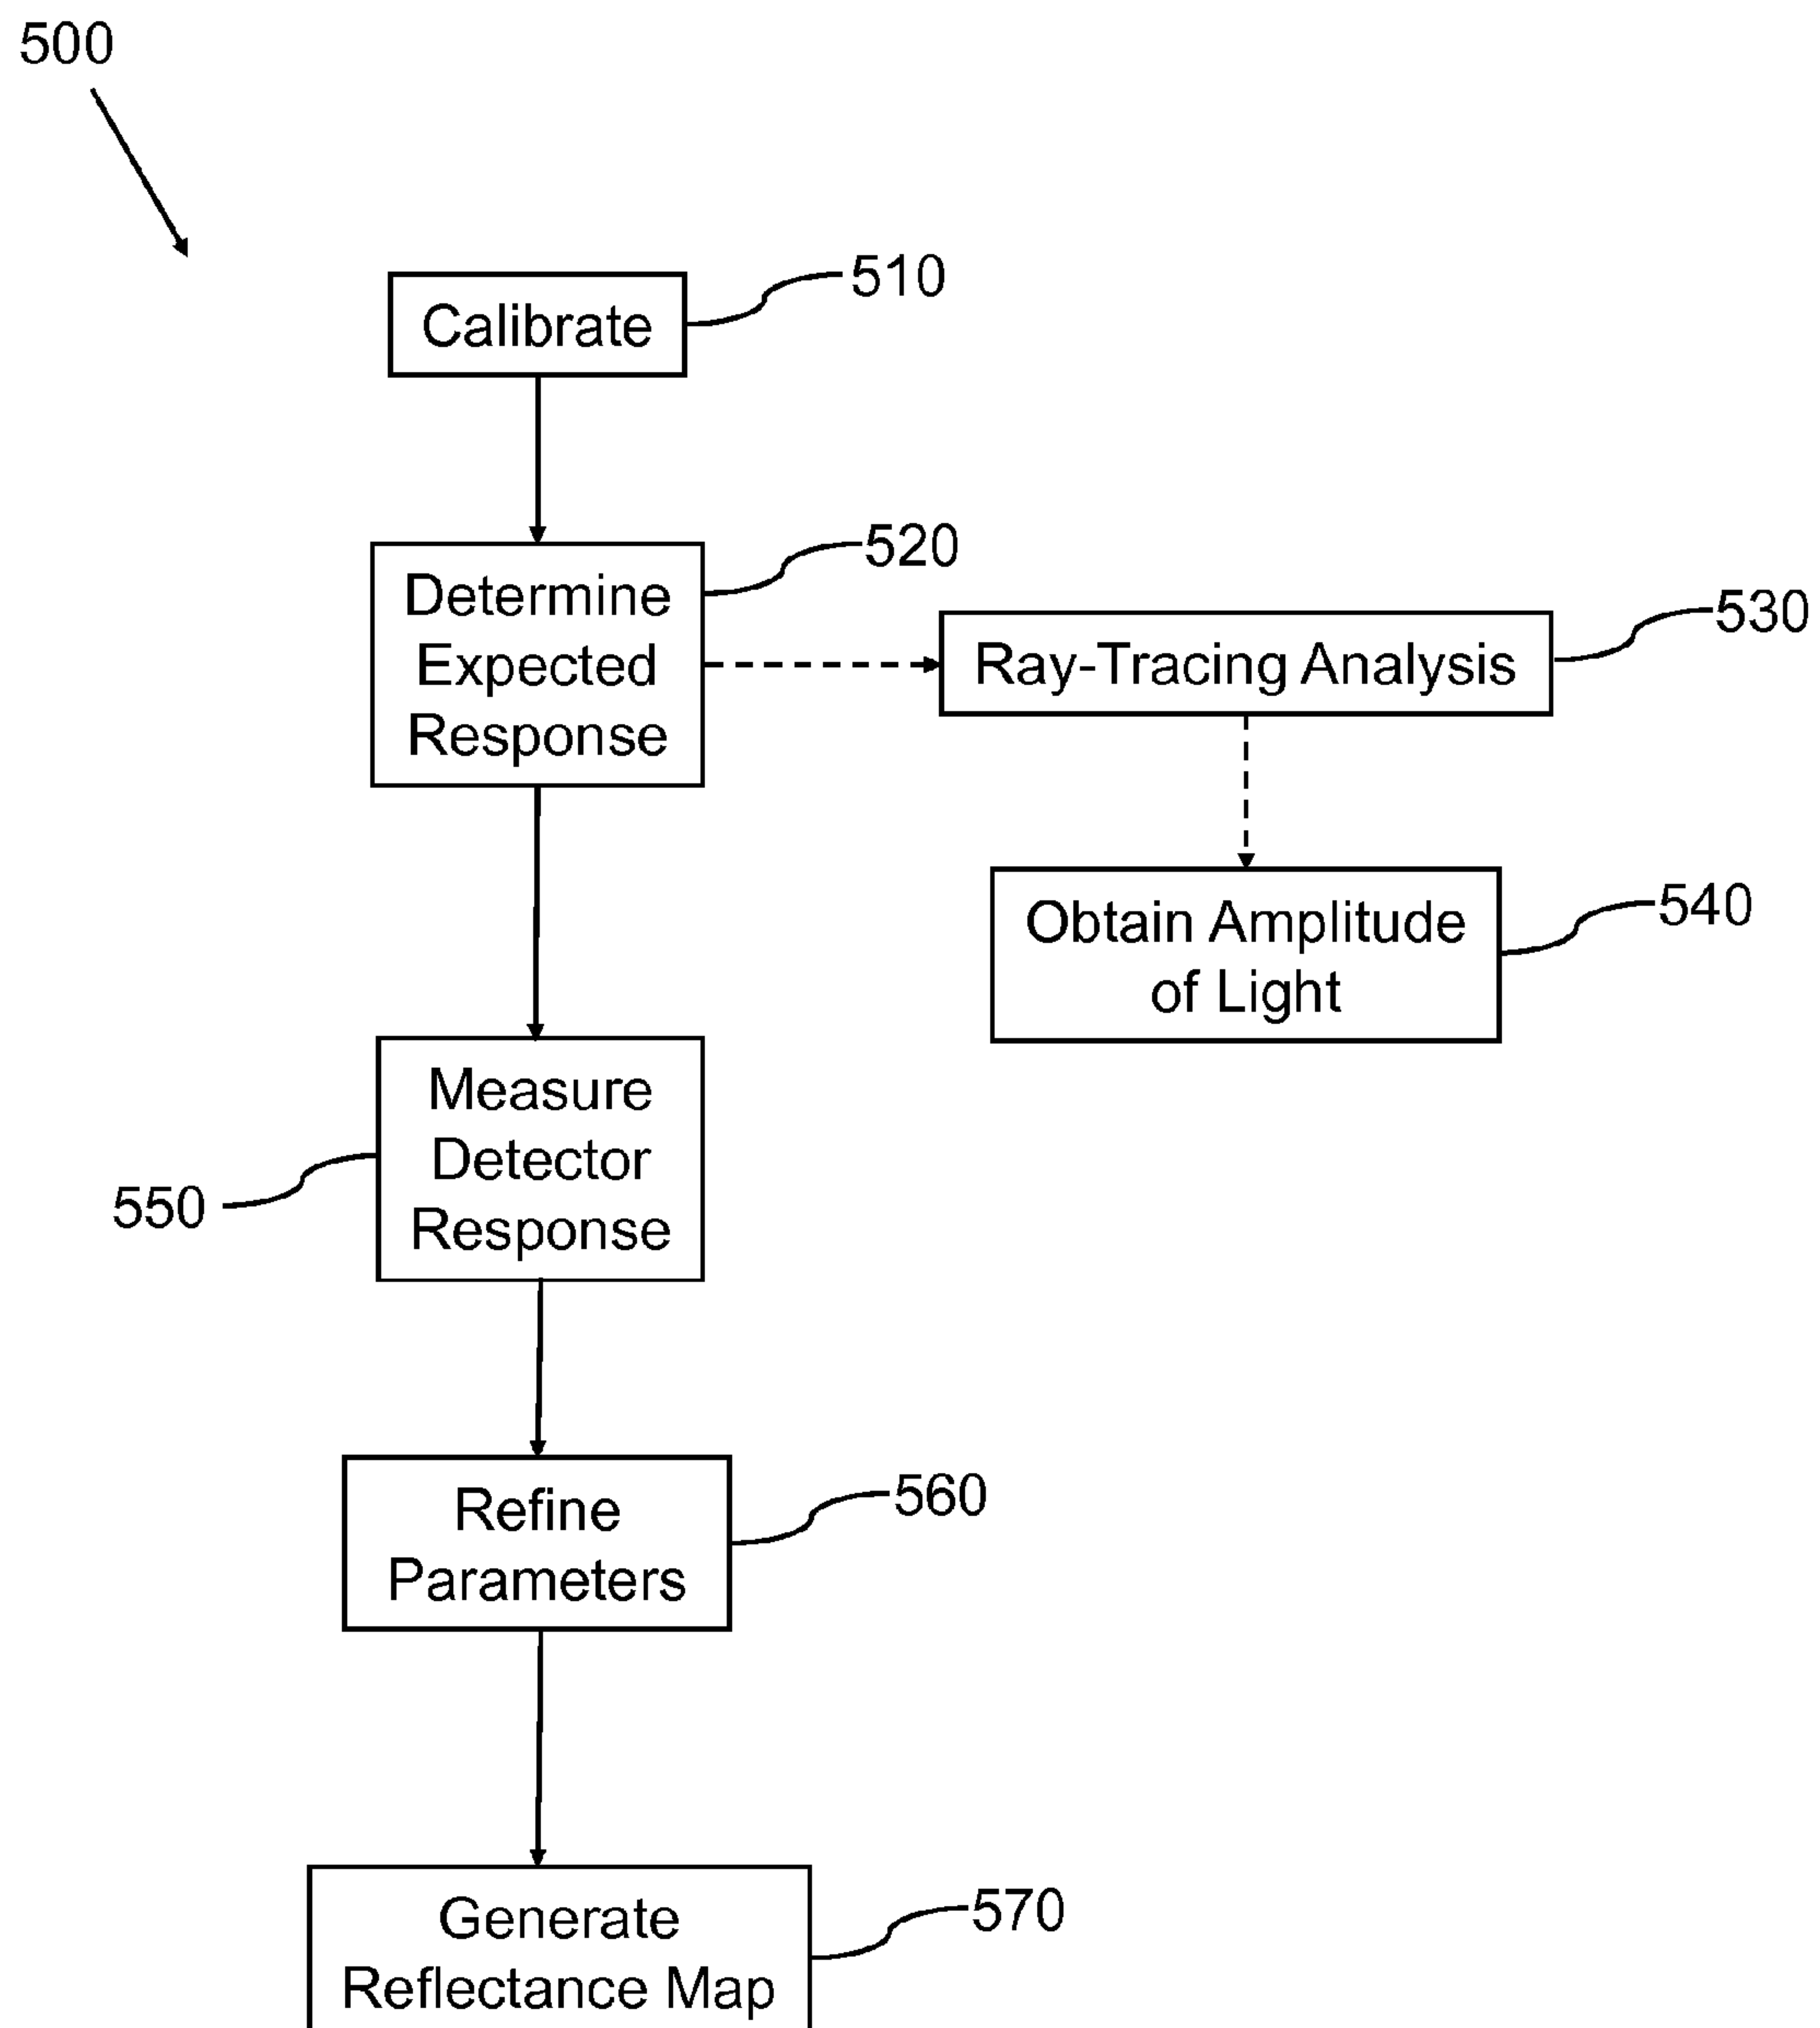 500
Calibrate
510
Determine
Expected
Response
520
Ray-Tracing Analysis
530
Obtain Amplitude
of Light
540
Measure
Detector
Response
550
Refine
Parameters
560
Generate
Reflectance Map
570